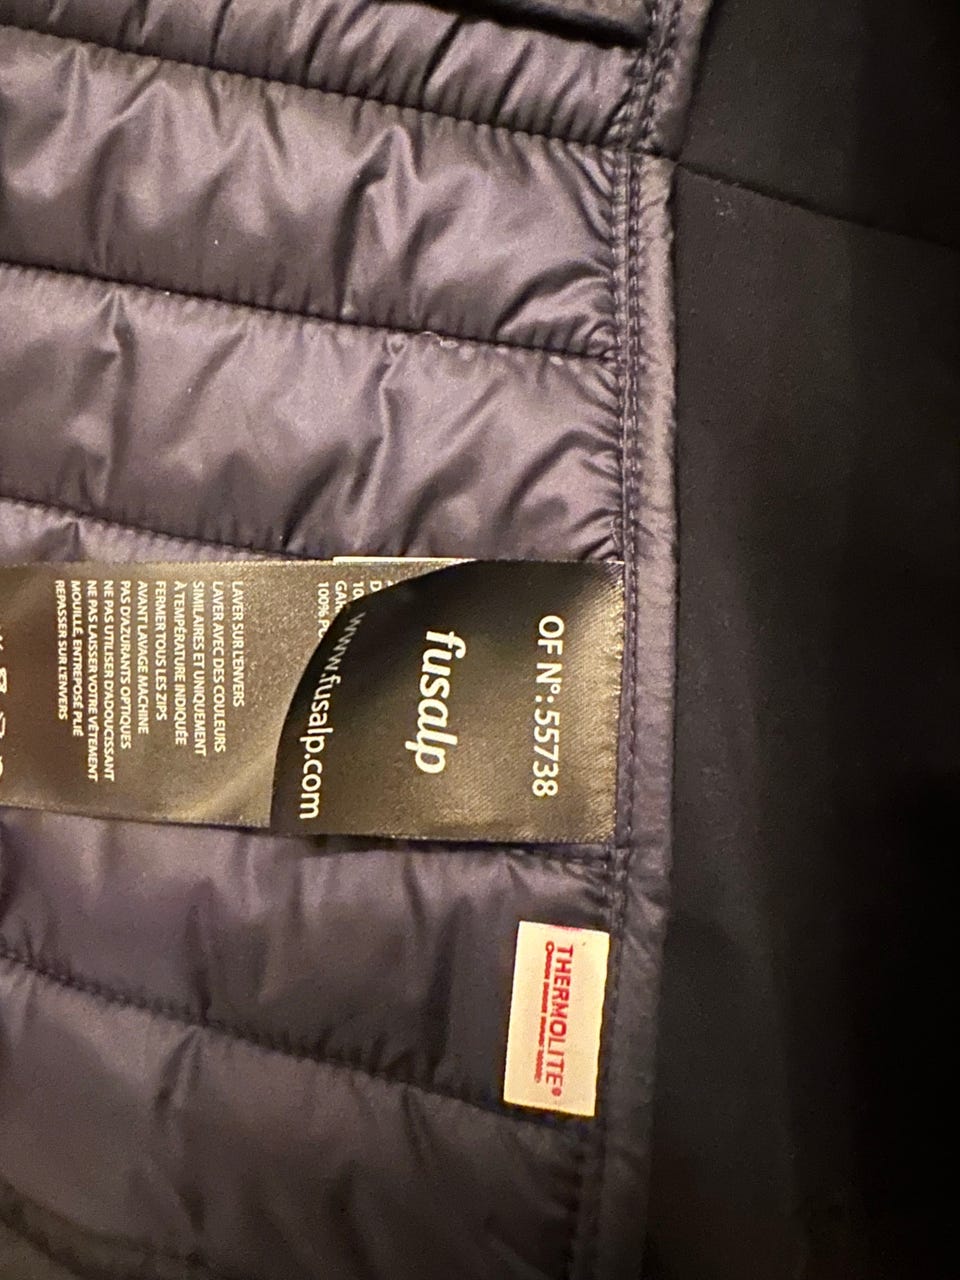 OF N°: 55738
fusalp
www.fusalp.com
100% P
LAVER SUR L'ENVERS
LAVER AVEC DES COULEURS
SIMILAIRES ET UNIQUEMENT
À TEMPÉRATURE INDIQUÉE
FERMER TOUS LES ZIPS
AVANT LAVAGE MACHINE
PAS D'AZURANTS OPTIQUES
NE PAS UTILISER D'ADOUCISSANT
NE PAS LAISSER VOTRE VÊTEMENT
MOUILLÉ, ENTREPOSÉ PLIÉ
REPASSER SUR L'ENVERS
THERMOLITE®